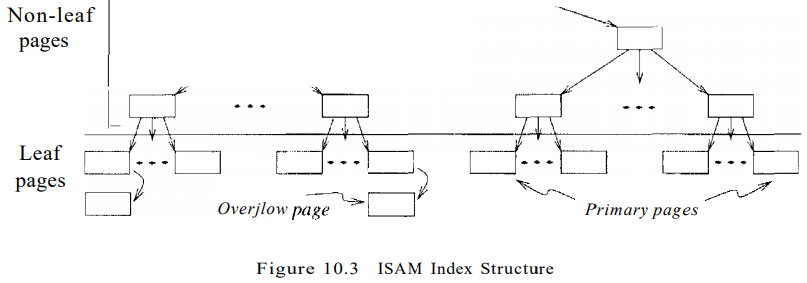 Non-leaf
pages
Leaf
pages
Overjlow page
Primary pages
Figure 10.3 ISAM Index Structure